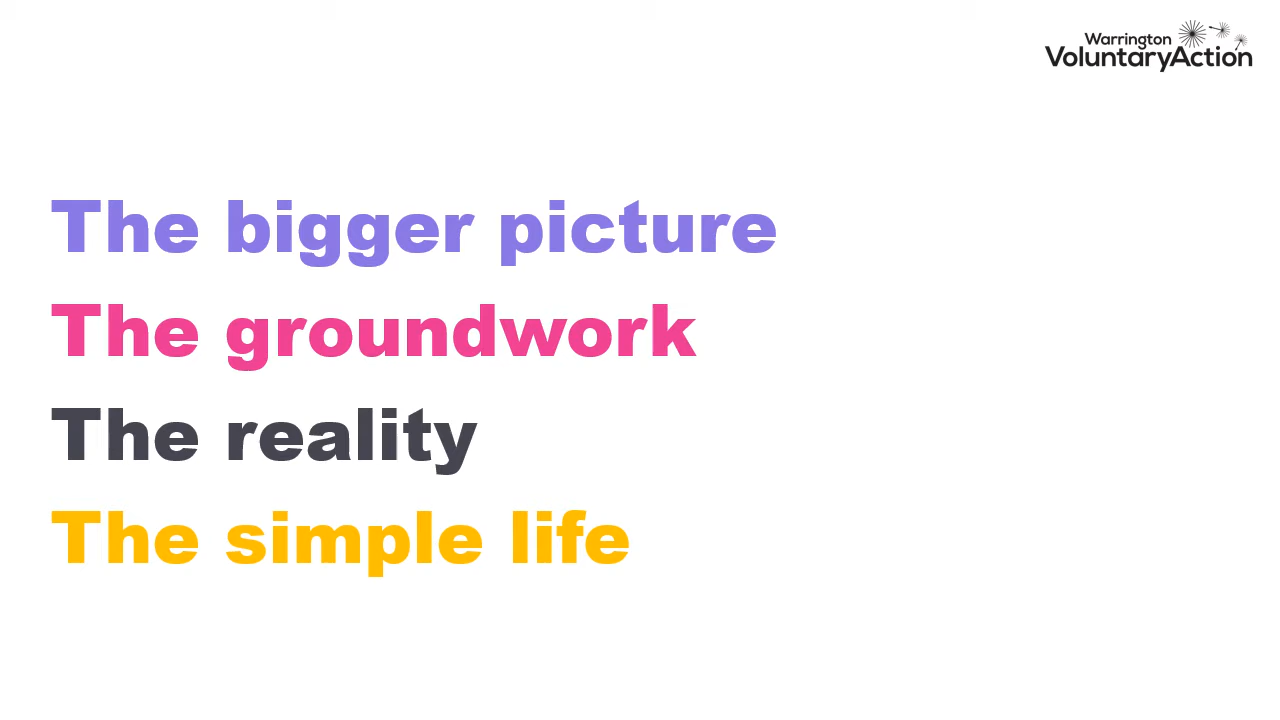 Warrington
VoluntaryAction
The bigger picture
The groundwork
The reality
The simple life